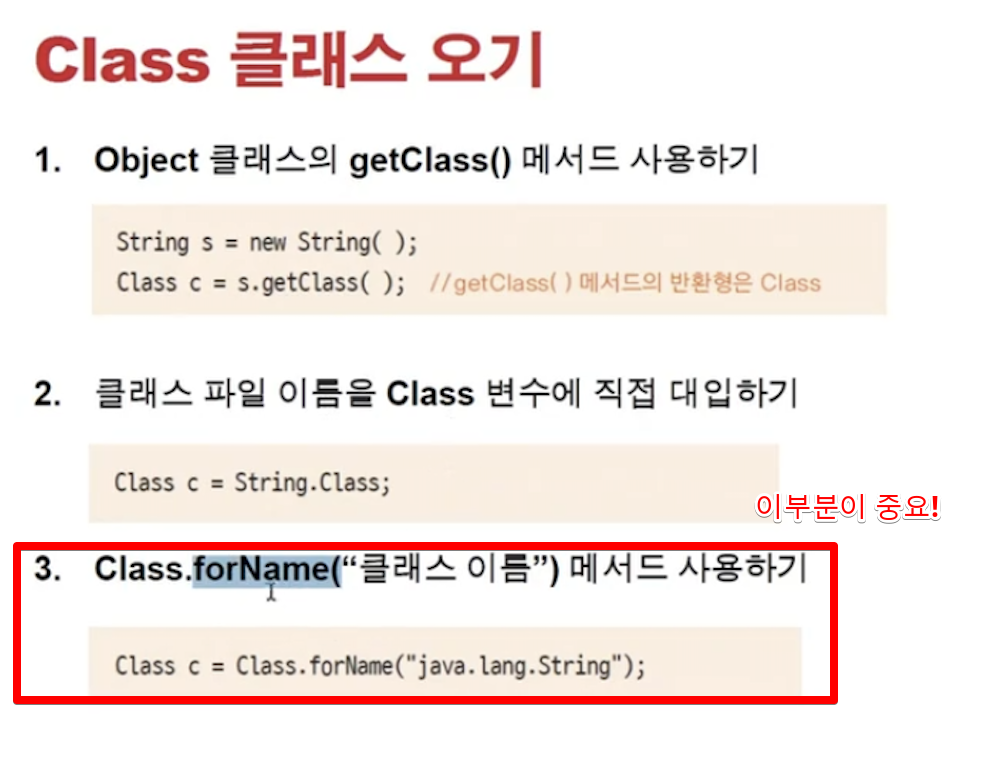 Class 클래스 오기
1. Object 클래스의 getClass() 메서드 사용하기
String s = new String( );
Class c = s.getClass( ); //getClass( ) 메서드의 반환형은 Class
2. 클래스 파일 이름을 Class 변수에 직접 대입하기
Class c = String.Class;
이부분이 중요!
3. Class.forName(“클래스 이름”) 메서드 사용하기
Class c = Class.forName("java.lang.String");